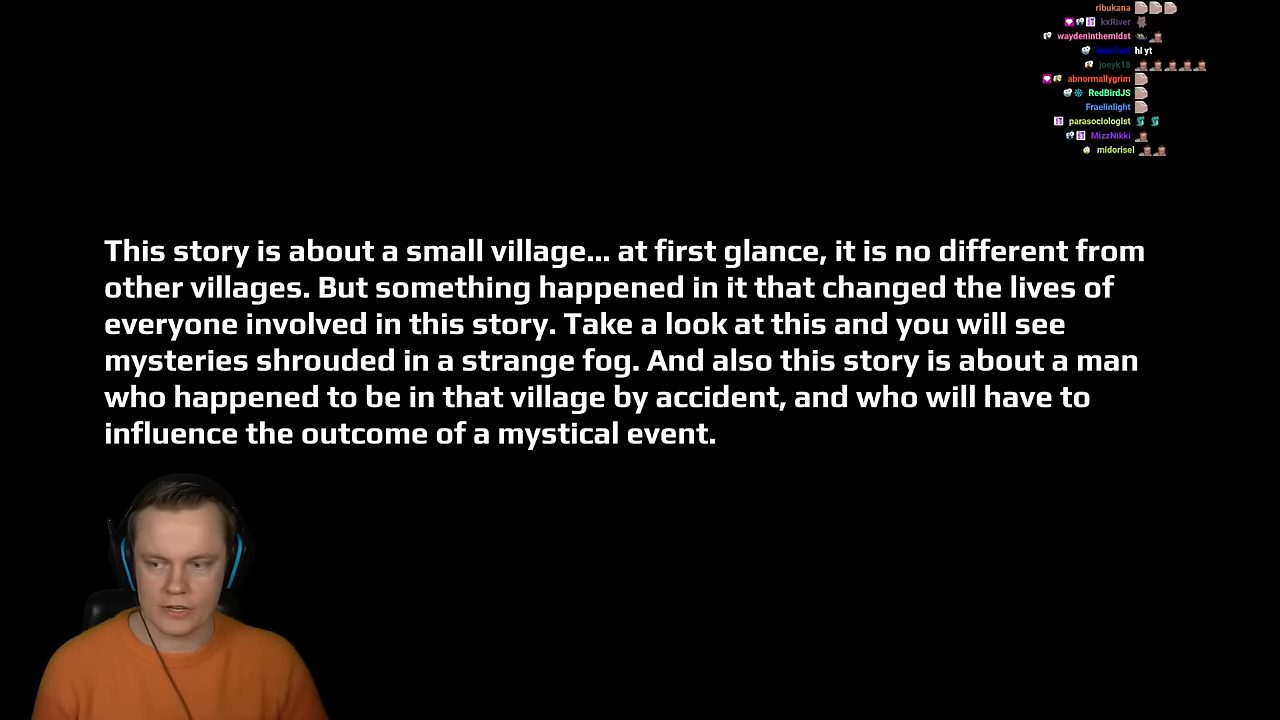 ribukana
kxRiver
waydeninthemidst
hi yt
joeyk18
abnormallygrim
RedBirdJS
Fraelinlight
parasociologist
MizzNikki
midorisel
This story is about a small village... at first glance, it is no different from
other villages. But something happened in it that changed the lives of
everyone involved in this story. Take a look at this and you will see
mysteries shrouded in a strange fog. And also this story is about a man
who happened to be in that village by accident, and who will have to
influence the outcome of a mystical event.